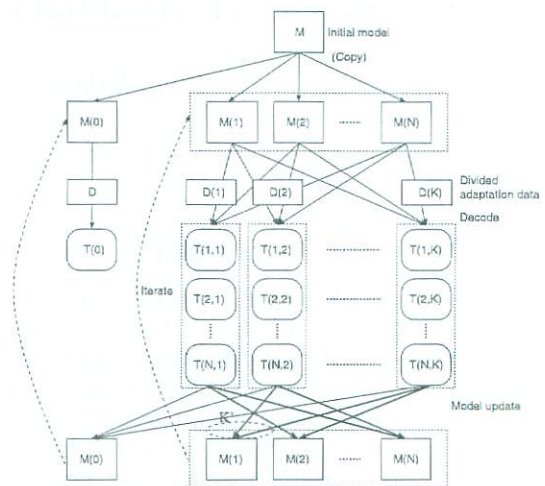 M
Initial model
(Copy)
M(0)
M(1)
M(2)
......
M(N)
D
D(1)
D(2)
D(K)
Divided
adaptation data
Decode
T(0)
T(1,1)
T(1,2)
T(1,K)
T(2,1)
T(2,2)
T(2,K)
Iterate
T(N,1)
T(N,2)
T(N,K)
K'
Model update
M(0)
M(1)
M(2)
......
M(N)